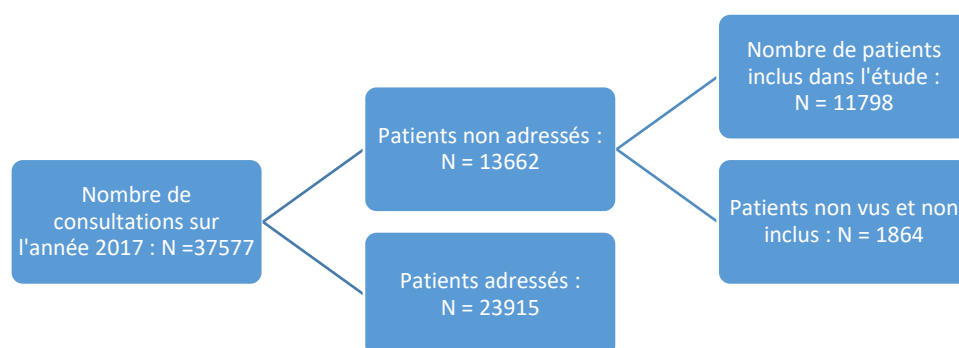 Nombre de
consultations sur
l'année 2017 : N =37577
Patients non adressés :
N = 13662
Patients adressés :
N = 23915
Nombre de patients
inclus dans l'étude :
N = 11798
Patients non vus et non
inclus : N = 1864